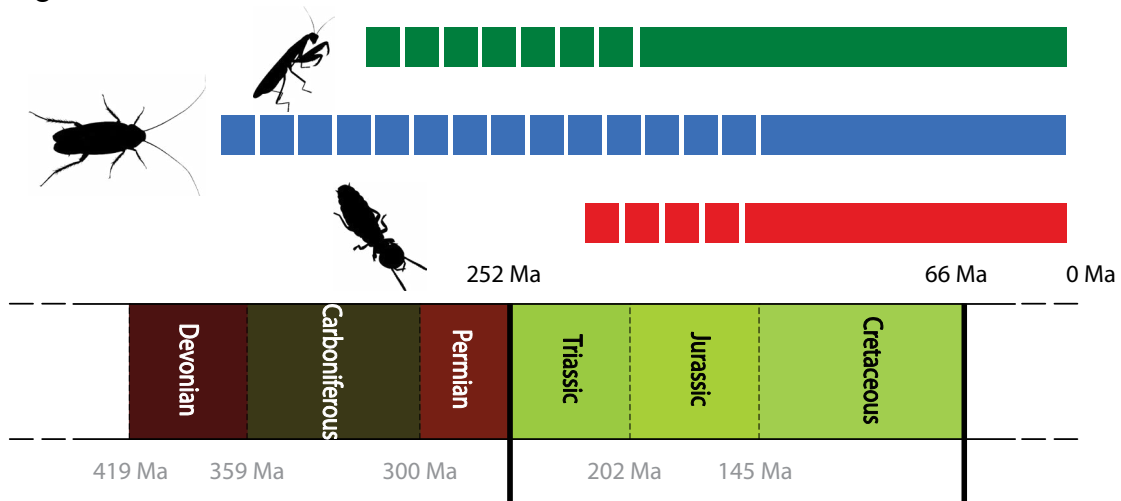 252 Ma
66 Ma
0 Ma
Devonian
Carboniferous
Permian
Triassic
Jurassic
Cretaceous
419 Ma
359 Ma
300 Ma
202 Ma
145 Ma